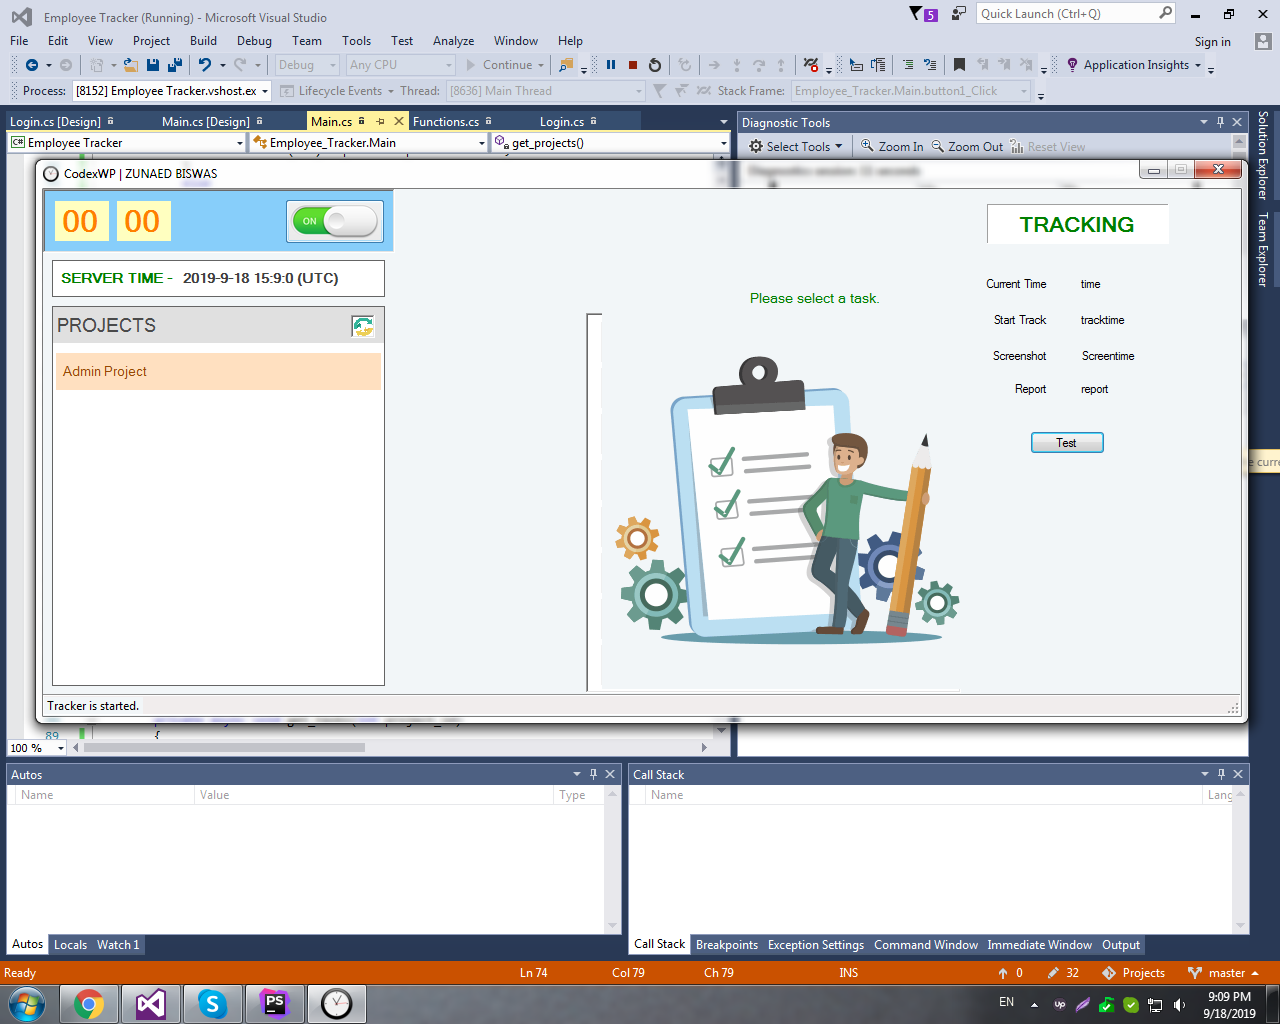 Employee Tracker (Running) - Microsoft Visual Studio
5
Quick Launch (Ctrl+Q)
File Edit View Project Build Debug Team Tools Test Analyze Window Help
Sign in
Debug Any CPU Continue Application Insights
Process: [8152] Employee Tracker.vshost.ex Lifecycle Events Thread: [8636] Main Thread Stack Frame: Employee_Tracker.Main.button1_Click
Login.cs [Design] Main.cs [Design] Main.cs Functions.cs Login.cs
Diagnostic Tools
Solution Explorer
Team Explorer
C# Employee Tracker Employee_Tracker.Main get_projects()
Select Tools Zoom In Zoom Out Reset View
CodexWP | ZUNAED BISWAS
Diagnostics session: 11 seconds
00 00 ON
TRACKING
SERVER TIME - 2019-9-18 15:9:0 (UTC)
Please select a task.
Current Time time
PROJECTS
Start Track tracktime
Admin Project
Screenshot Screentime
Report report
Test
e curre
Tracker is started.
89 {
100 %
Autos
Name Value Type
Call Stack
Name Lang
Autos Locals Watch 1
Call Stack Breakpoints Exception Settings Command Window Immediate Window Output
Ready Ln 74 Col 79 Ch 79 INS 0 32 Projects master
S PS EN up 9:09 PM
9/18/2019